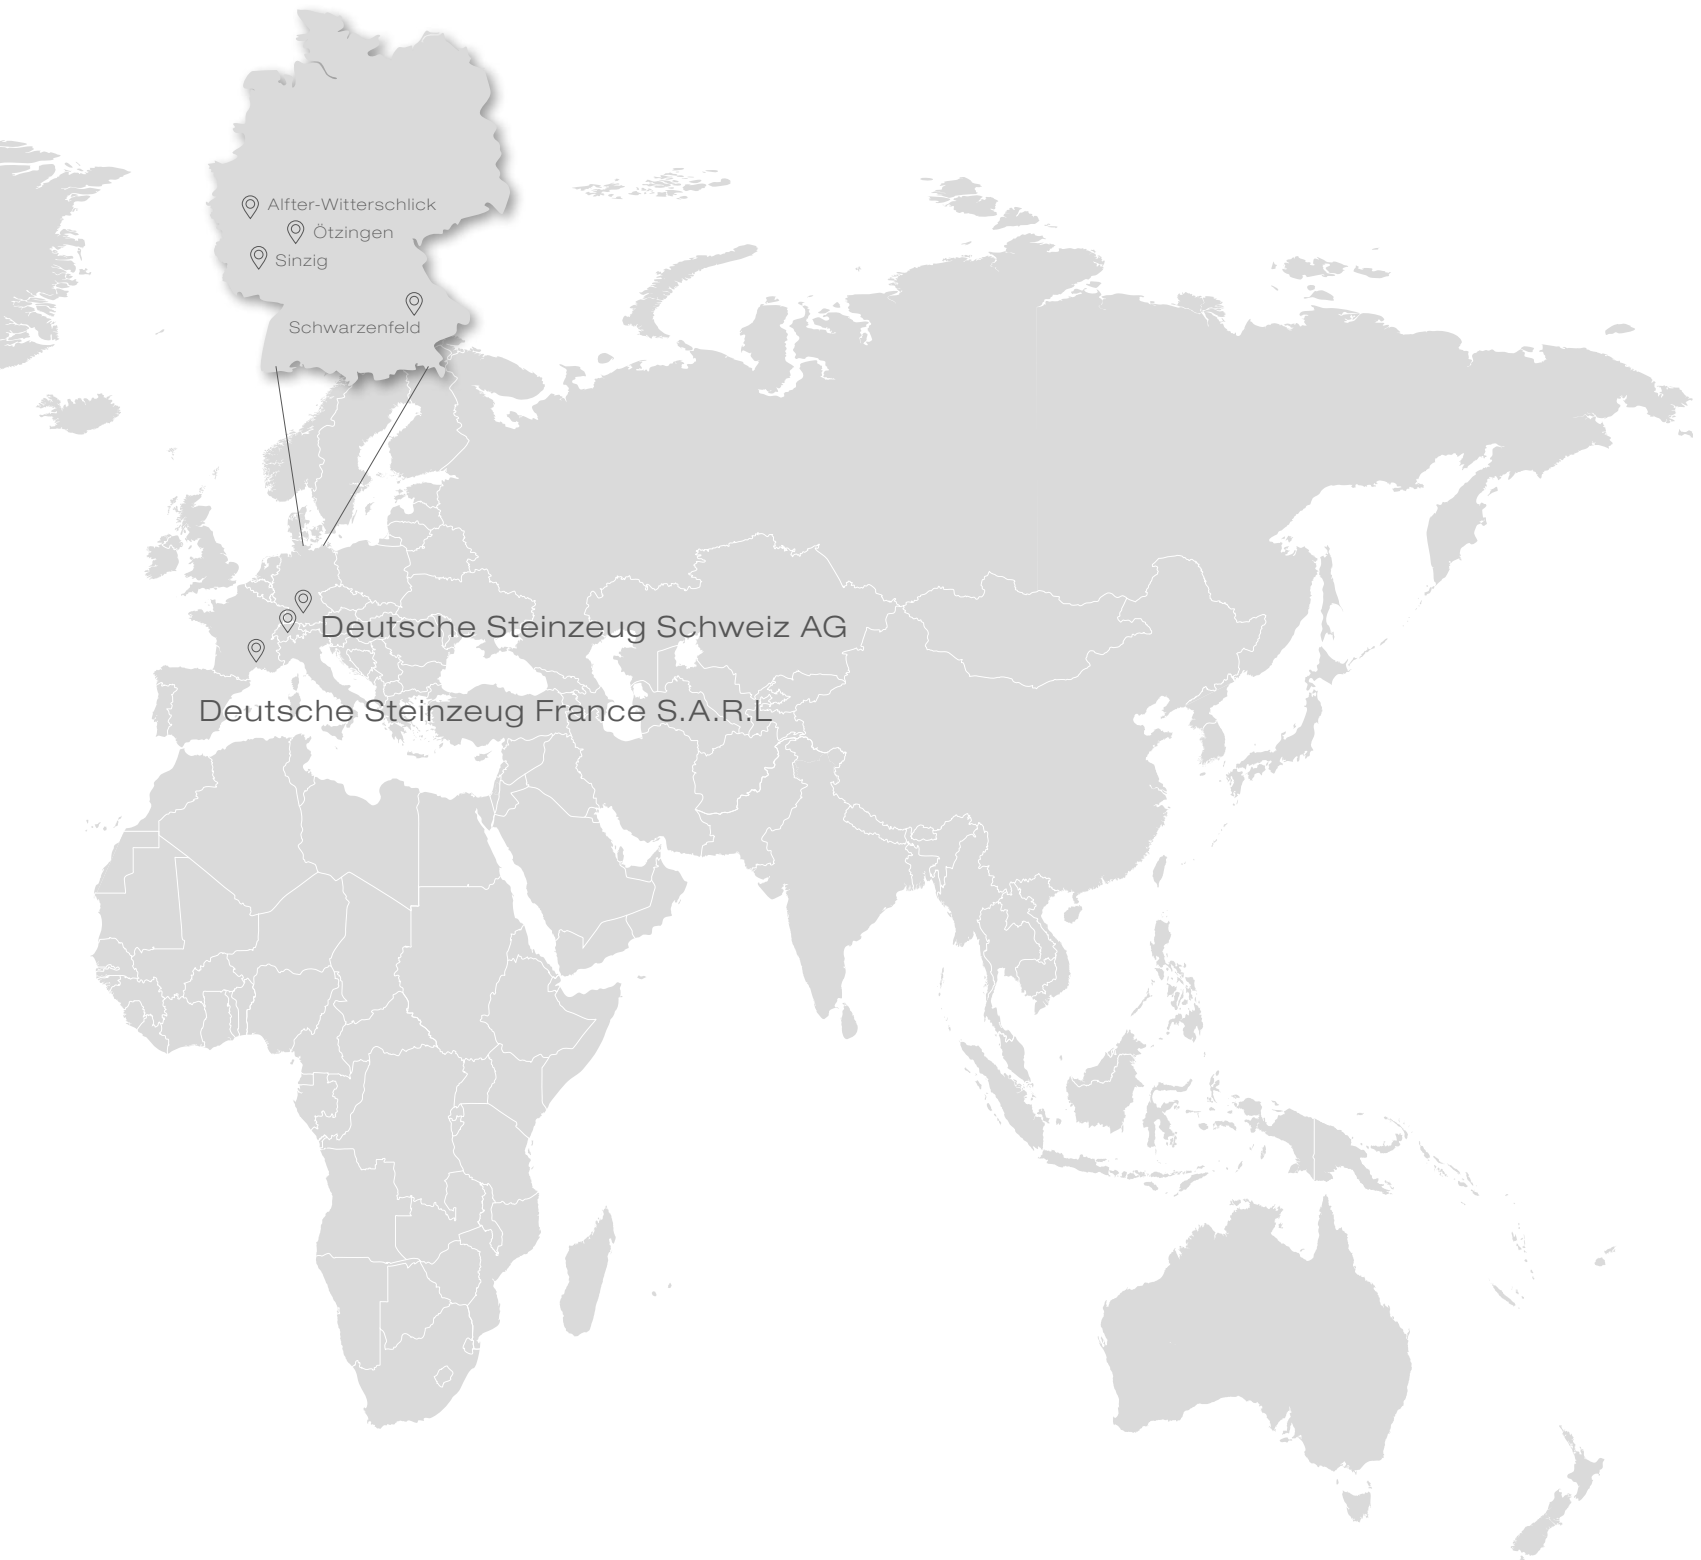 Alfter-Witterschlick
Ötzingen
Sinzig
Schwarzenfeld
Deutsche Steinzeug Schweiz AG
Deutsche Steinzeug France S.A.R.L